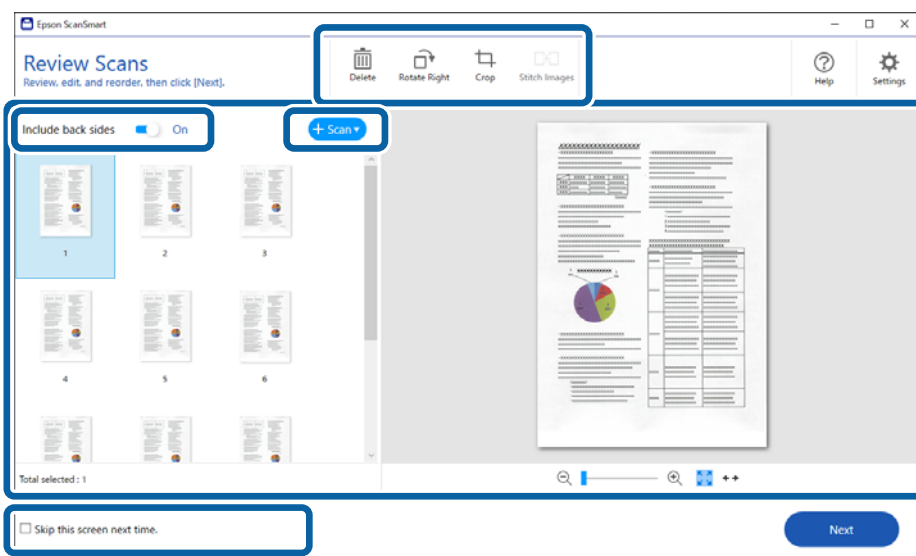 Epson ScanSmart
Review Scans
Review, edit, and reorder, then click [Next].
Delete
Rotate Right
Crop
Stitch Images
Help
Settings
Include back sides
On
+ Scan
1
2
3
4
5
6
Total selected : 1
Skip this screen next time.
Next